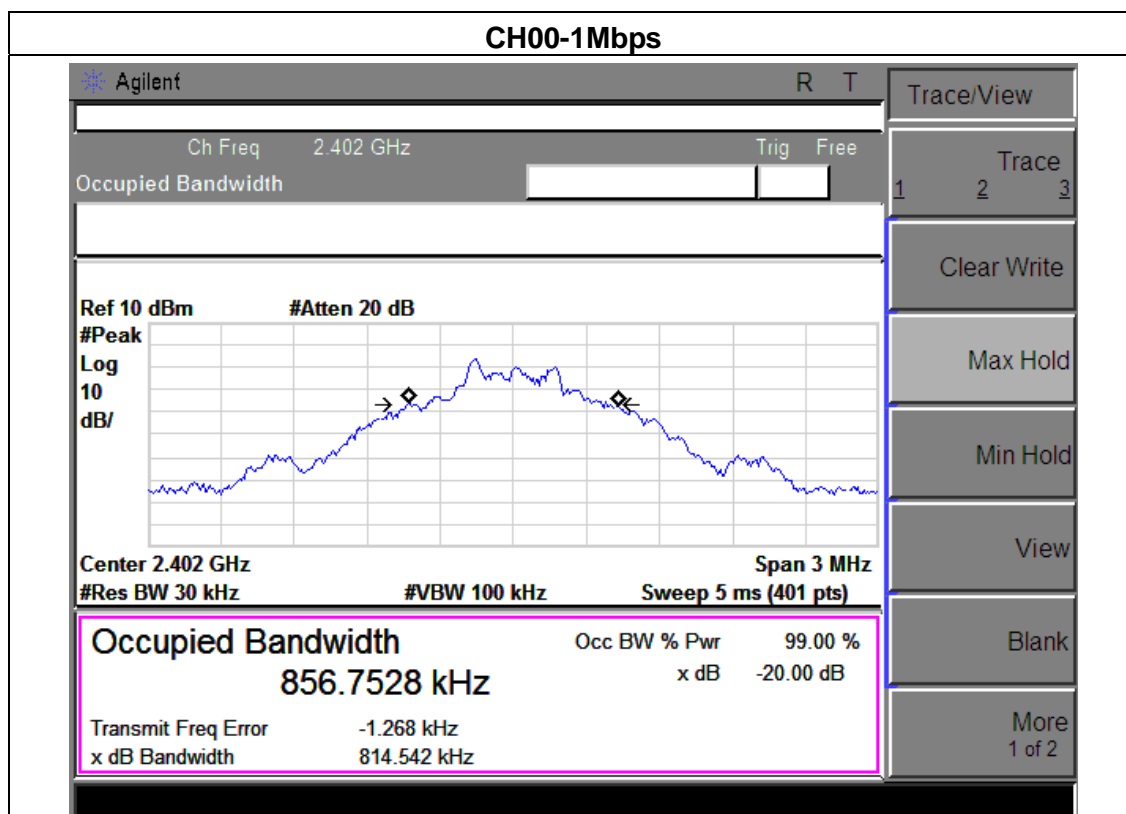 CH00-1Mbps
Agilent R T
Trace/View
Ch Freq 2.402 GHz Trig Free
Occupied Bandwidth
Trace
1 2 3
Clear Write
Ref 10 dBm #Atten 20 dB
#Peak
Log
10
dB/
Max Hold
Min Hold
View
Center 2.402 GHz Span 3 MHz
#Res BW 30 kHz #VBW 100 kHz Sweep 5 ms (401 pts)
Occupied Bandwidth Occ BW % Pwr 99.00 %
856.7528 kHz x dB -20.00 dB
Blank
Transmit Freq Error -1.268 kHz
x dB Bandwidth 814.542 kHz
More
1 of 2